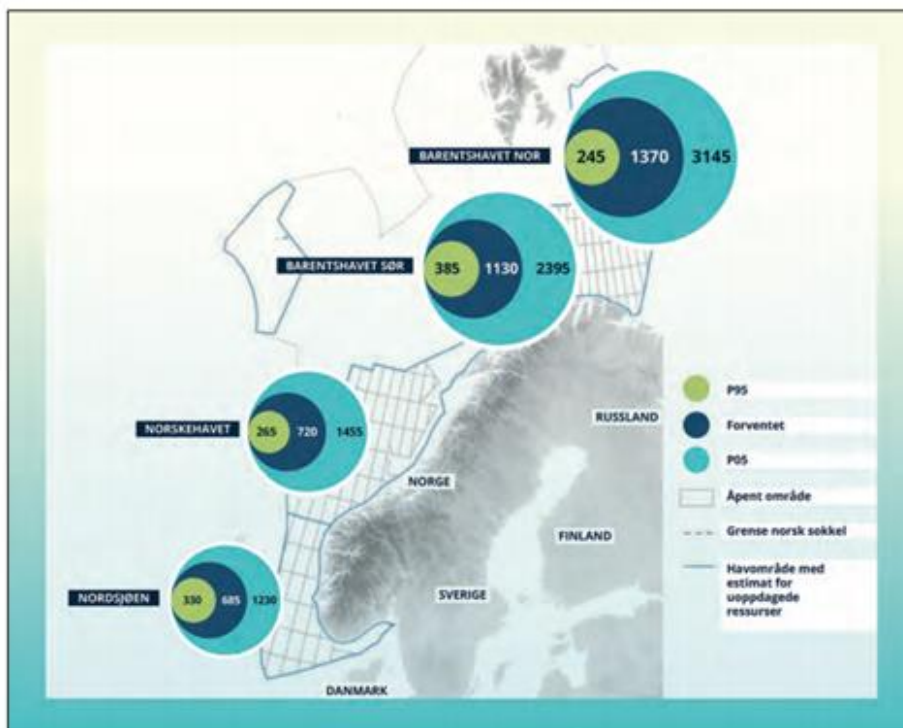 BARENTSHAVET NOR
245 1370 3145
BARENTSHAVET SØR
385 1130 2395
NORSKEHAVET
265 720 1455
NORDSJØEN
330 685 1230
RUSSLAND
NORGE
FINLAND
SVERIGE
DANMARK
P95
Forventet
P05
Åpent område
Grense norsk sokkel
Havområde med
estimat for
uoppdagede
ressurser